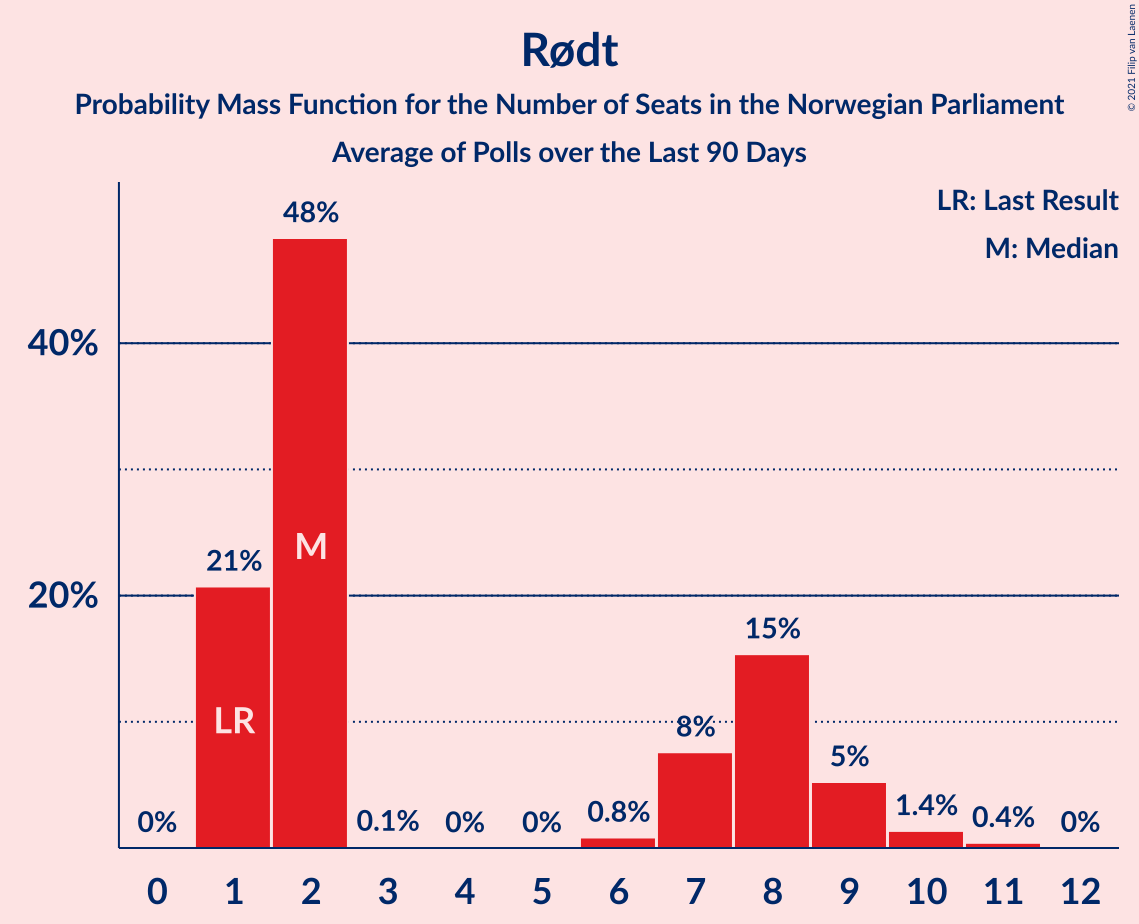 Rødt
Probability Mass Function for the Number of Seats in the Norwegian Parliament
Average of Polls over the Last 90 Days
© 2021 Filip van Laenen
LR: Last Result
M: Median
40%
20%
0%
21%
48%
0.1%
0%
0%
0.8%
8%
15%
5%
1.4%
0.4%
0%
LR
M
0 1 2 3 4 5 6 7 8 9 10 11 12